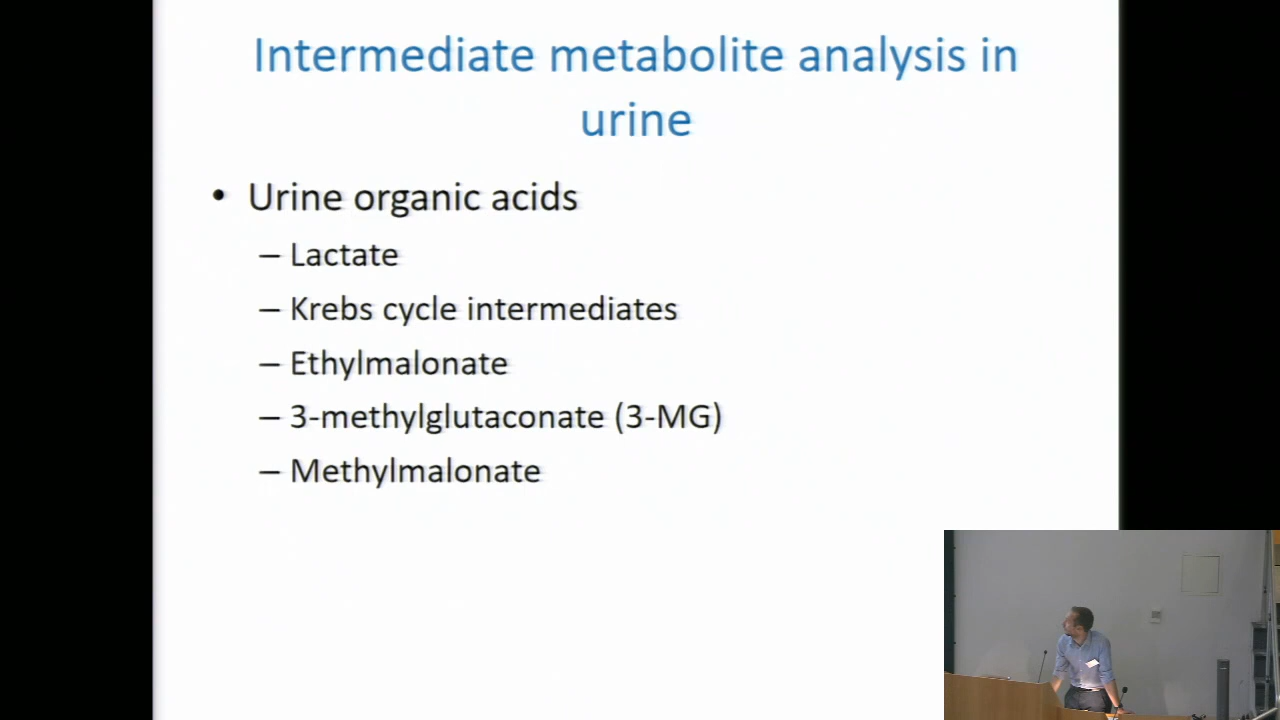 Intermediate metabolite analysis in
urine
• Urine organic acids
– Lactate
– Krebs cycle intermediates
– Ethylmalonate
– 3-methylglutaconate (3-MG)
– Methylmalonate